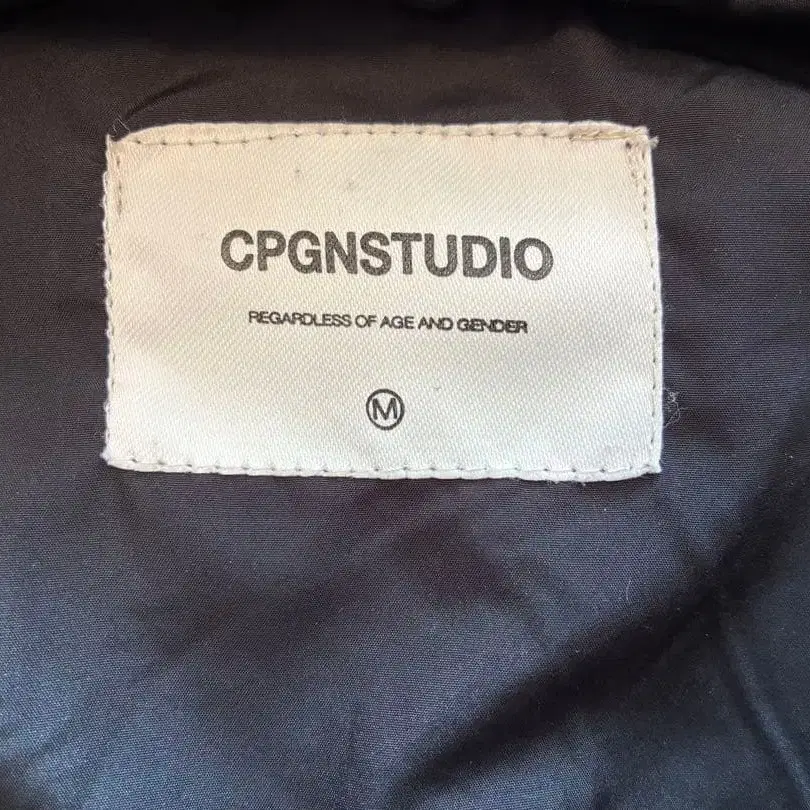 CPGNSTUDIO
REGARDLESS OF AGE AND GENDER
M